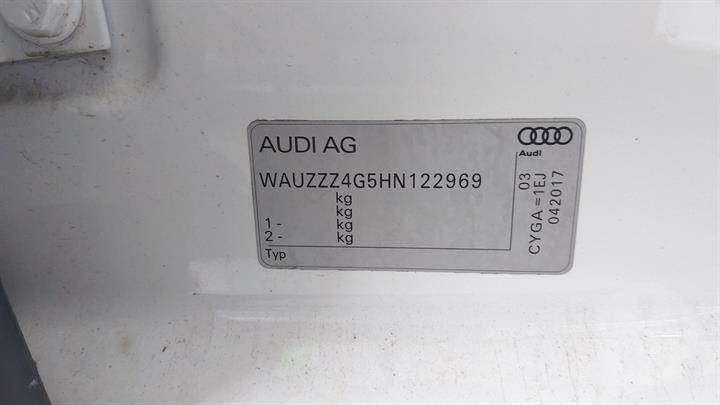 AUDI AG
Audi
WAUZZZ4G5HN122969
kg
kg
1 - kg
2 - kg
Typ
03
CYGA =1EJ
042017